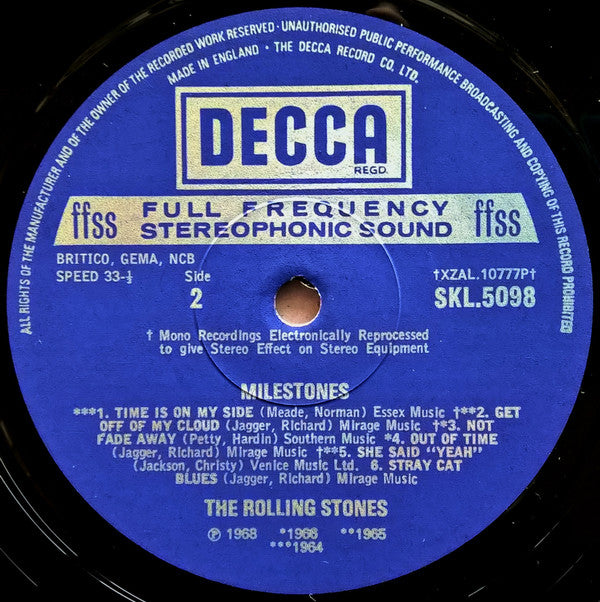 ALL RIGHTS OF THE MANUFACTURER AND OF THE OWNER OF THE RECORDED WORK RESERVED · UNAUTHORISED PUBLIC PERFORMANCE BROADCASTING AND COPYING OF THIS RECORD PROHIBITED
MADE IN ENGLAND · THE DECCA RECORD CO. LTD.
DECCA
REGD.
ffss FULL FREQUENCY ffss
STEREOPHONIC SOUND
BRITICO, GEMA, NCB
SPEED 33-⅓ Side †XZAL.10777P†
2 SKL.5098
† Mono Recordings Electronically Reprocessed
to give Stereo Effect on Stereo Equipment
MILESTONES
***1. TIME IS ON MY SIDE (Meade, Norman) Essex Music †**2. GET
OFF OF MY CLOUD (Jagger, Richard) Mirage Music †*3. NOT
FADE AWAY (Petty, Hardin) Southern Music *4. OUT OF TIME
(Jagger, Richard) Mirage Music †**5. SHE SAID “YEAH”
(Jackson, Christy) Venice Music Ltd. 6. STRAY CAT
BLUES (Jagger, Richard) Mirage Music
THE ROLLING STONES
℗ 1968 *1966 **1965
***1964